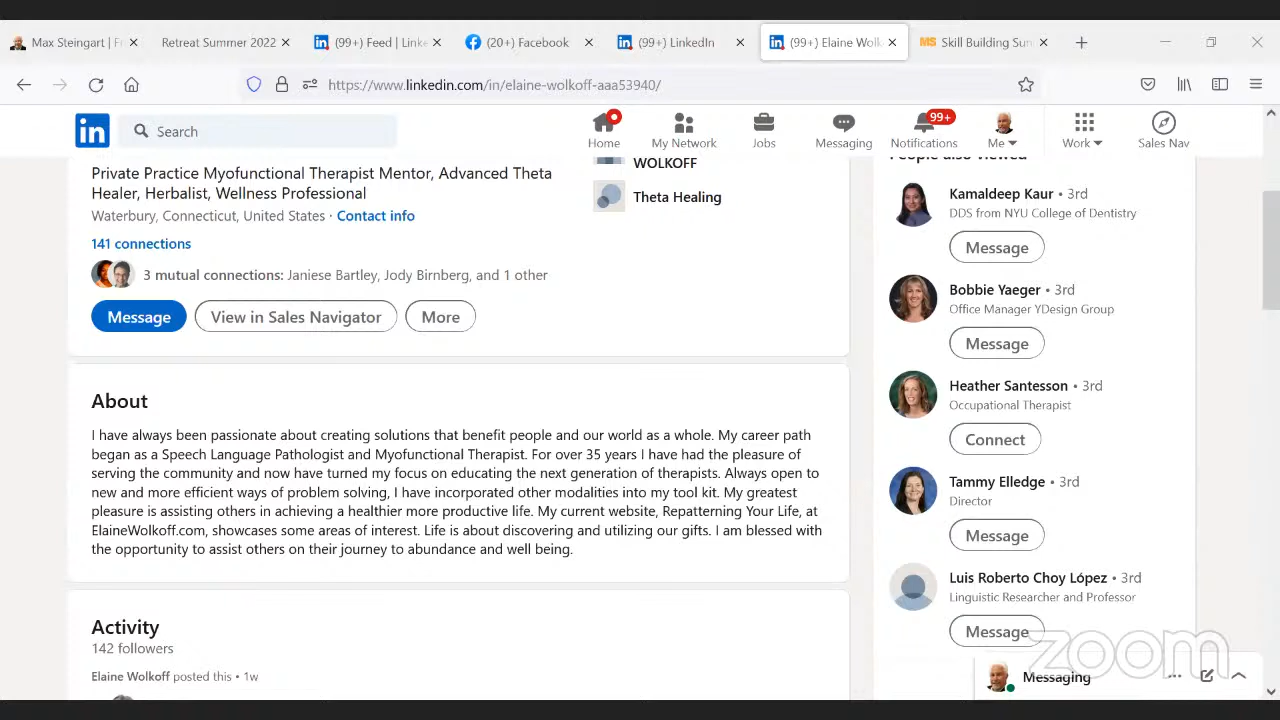 Max Steingart | F
Retreat Summer 2022
(99+) Feed | Linke
(20+) Facebook
(99+) LinkedIn
(99+) Elaine Wolk
MS Skill Building Sun
https://www.linkedin.com/in/elaine-wolkoff-aaa53940/
in
Search
Home
My Network
Jobs
Messaging
99+
Notifications
Me
Work
Sales Nav
Private Practice Myofunctional Therapist Mentor, Advanced Theta
Healer, Herbalist, Wellness Professional
Waterbury, Connecticut, United States · Contact info
141 connections
3 mutual connections: Janiese Bartley, Jody Birnberg, and 1 other
Message
View in Sales Navigator
More
WOLKOFF
Theta Healing
About
I have always been passionate about creating solutions that benefit people and our world as a whole. My career path
began as a Speech Language Pathologist and Myofunctional Therapist. For over 35 years I have had the pleasure of
serving the community and now have turned my focus on educating the next generation of therapists. Always open to
new and more efficient ways of problem solving, I have incorporated other modalities into my tool kit. My greatest
pleasure is assisting others in achieving a healthier more productive life. My current website, Repatterning Your Life, at
ElaineWolkoff.com, showcases some areas of interest. Life is about discovering and utilizing our gifts. I am blessed with
the opportunity to assist others on their journey to abundance and well being.
Activity
142 followers
Elaine Wolkoff posted this • 1w
People also viewed
Kamaldeep Kaur • 3rd
DDS from NYU College of Dentistry
Message
Bobbie Yaeger • 3rd
Office Manager YDesign Group
Message
Heather Santesson • 3rd
Occupational Therapist
Connect
Tammy Elledge • 3rd
Director
Message
Luis Roberto Choy López • 3rd
Linguistic Researcher and Professor
Message
Messaging
zoom